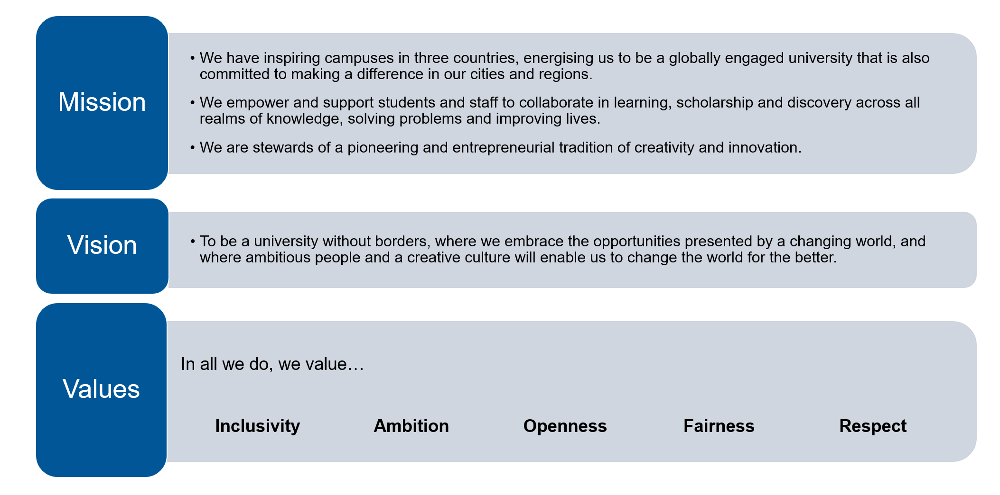 Mission
• We have inspiring campuses in three countries, energising us to be a globally engaged university that is also
committed to making a difference in our cities and regions.
• We empower and support students and staff to collaborate in learning, scholarship and discovery across all
realms of knowledge, solving problems and improving lives.
• We are stewards of a pioneering and entrepreneurial tradition of creativity and innovation.
Vision
• To be a university without borders, where we embrace the opportunities presented by a changing world, and
where ambitious people and a creative culture will enable us to change the world for the better.
Values
In all we do, we value…
Inclusivity Ambition Openness Fairness Respect